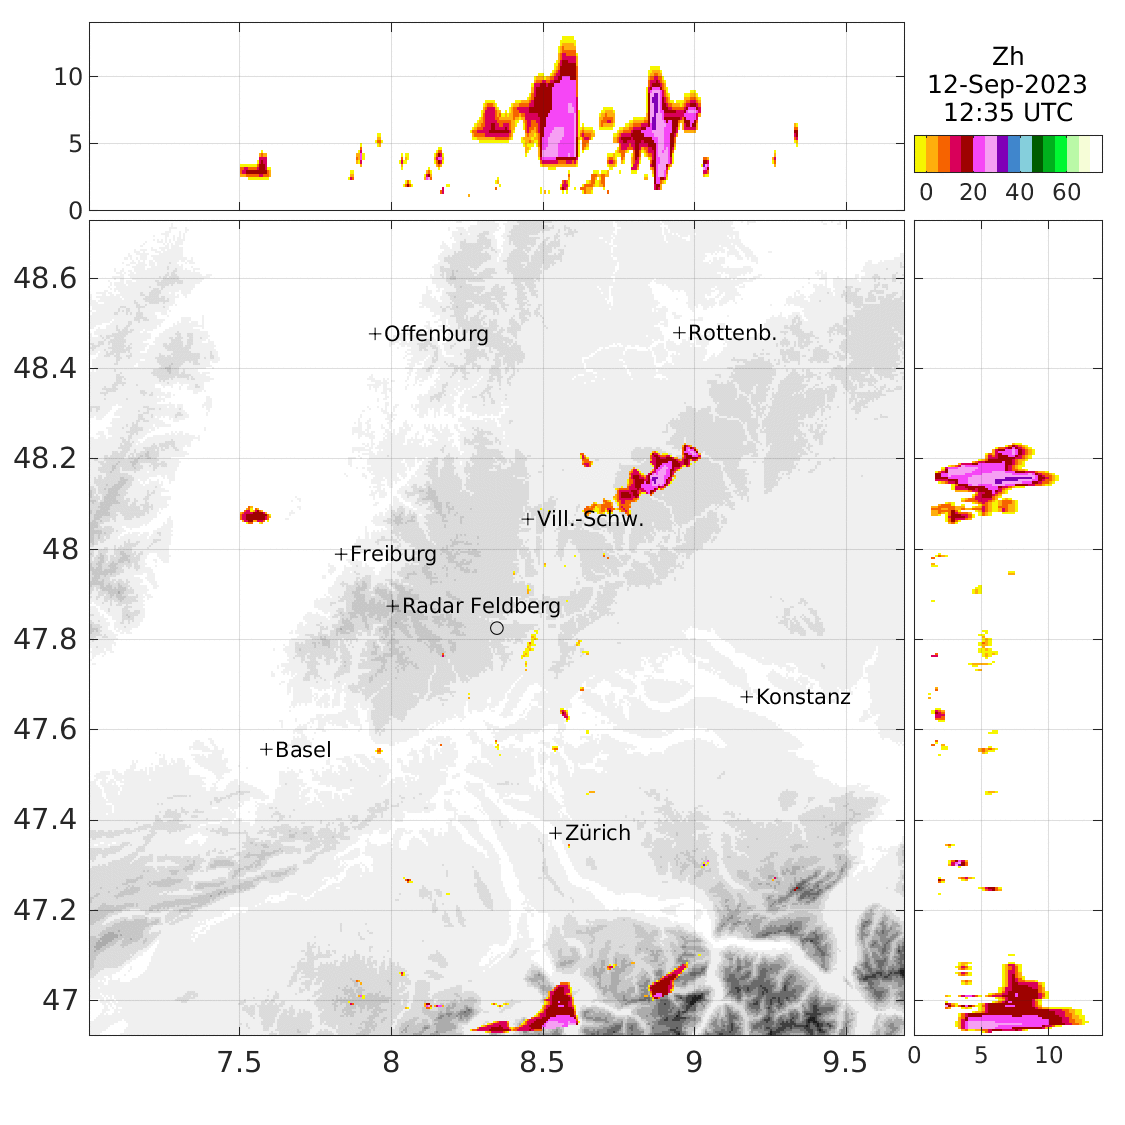 10
5
0
Zh
12-Sep-2023
12:35 UTC
0 20 40 60
48.6
48.4
48.2
48
47.8
47.6
47.4
47.2
47
Offenburg
Rottenb.
Vill.-Schw.
Freiburg
Radar Feldberg
Konstanz
Basel
Zürich
7.5 8 8.5 9 9.5
0 5 10